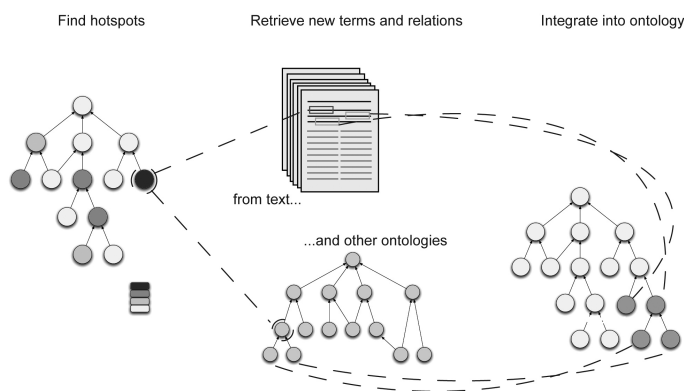 Find hotspots
Retrieve new terms and relations
Integrate into ontology
from text...
...and other ontologies